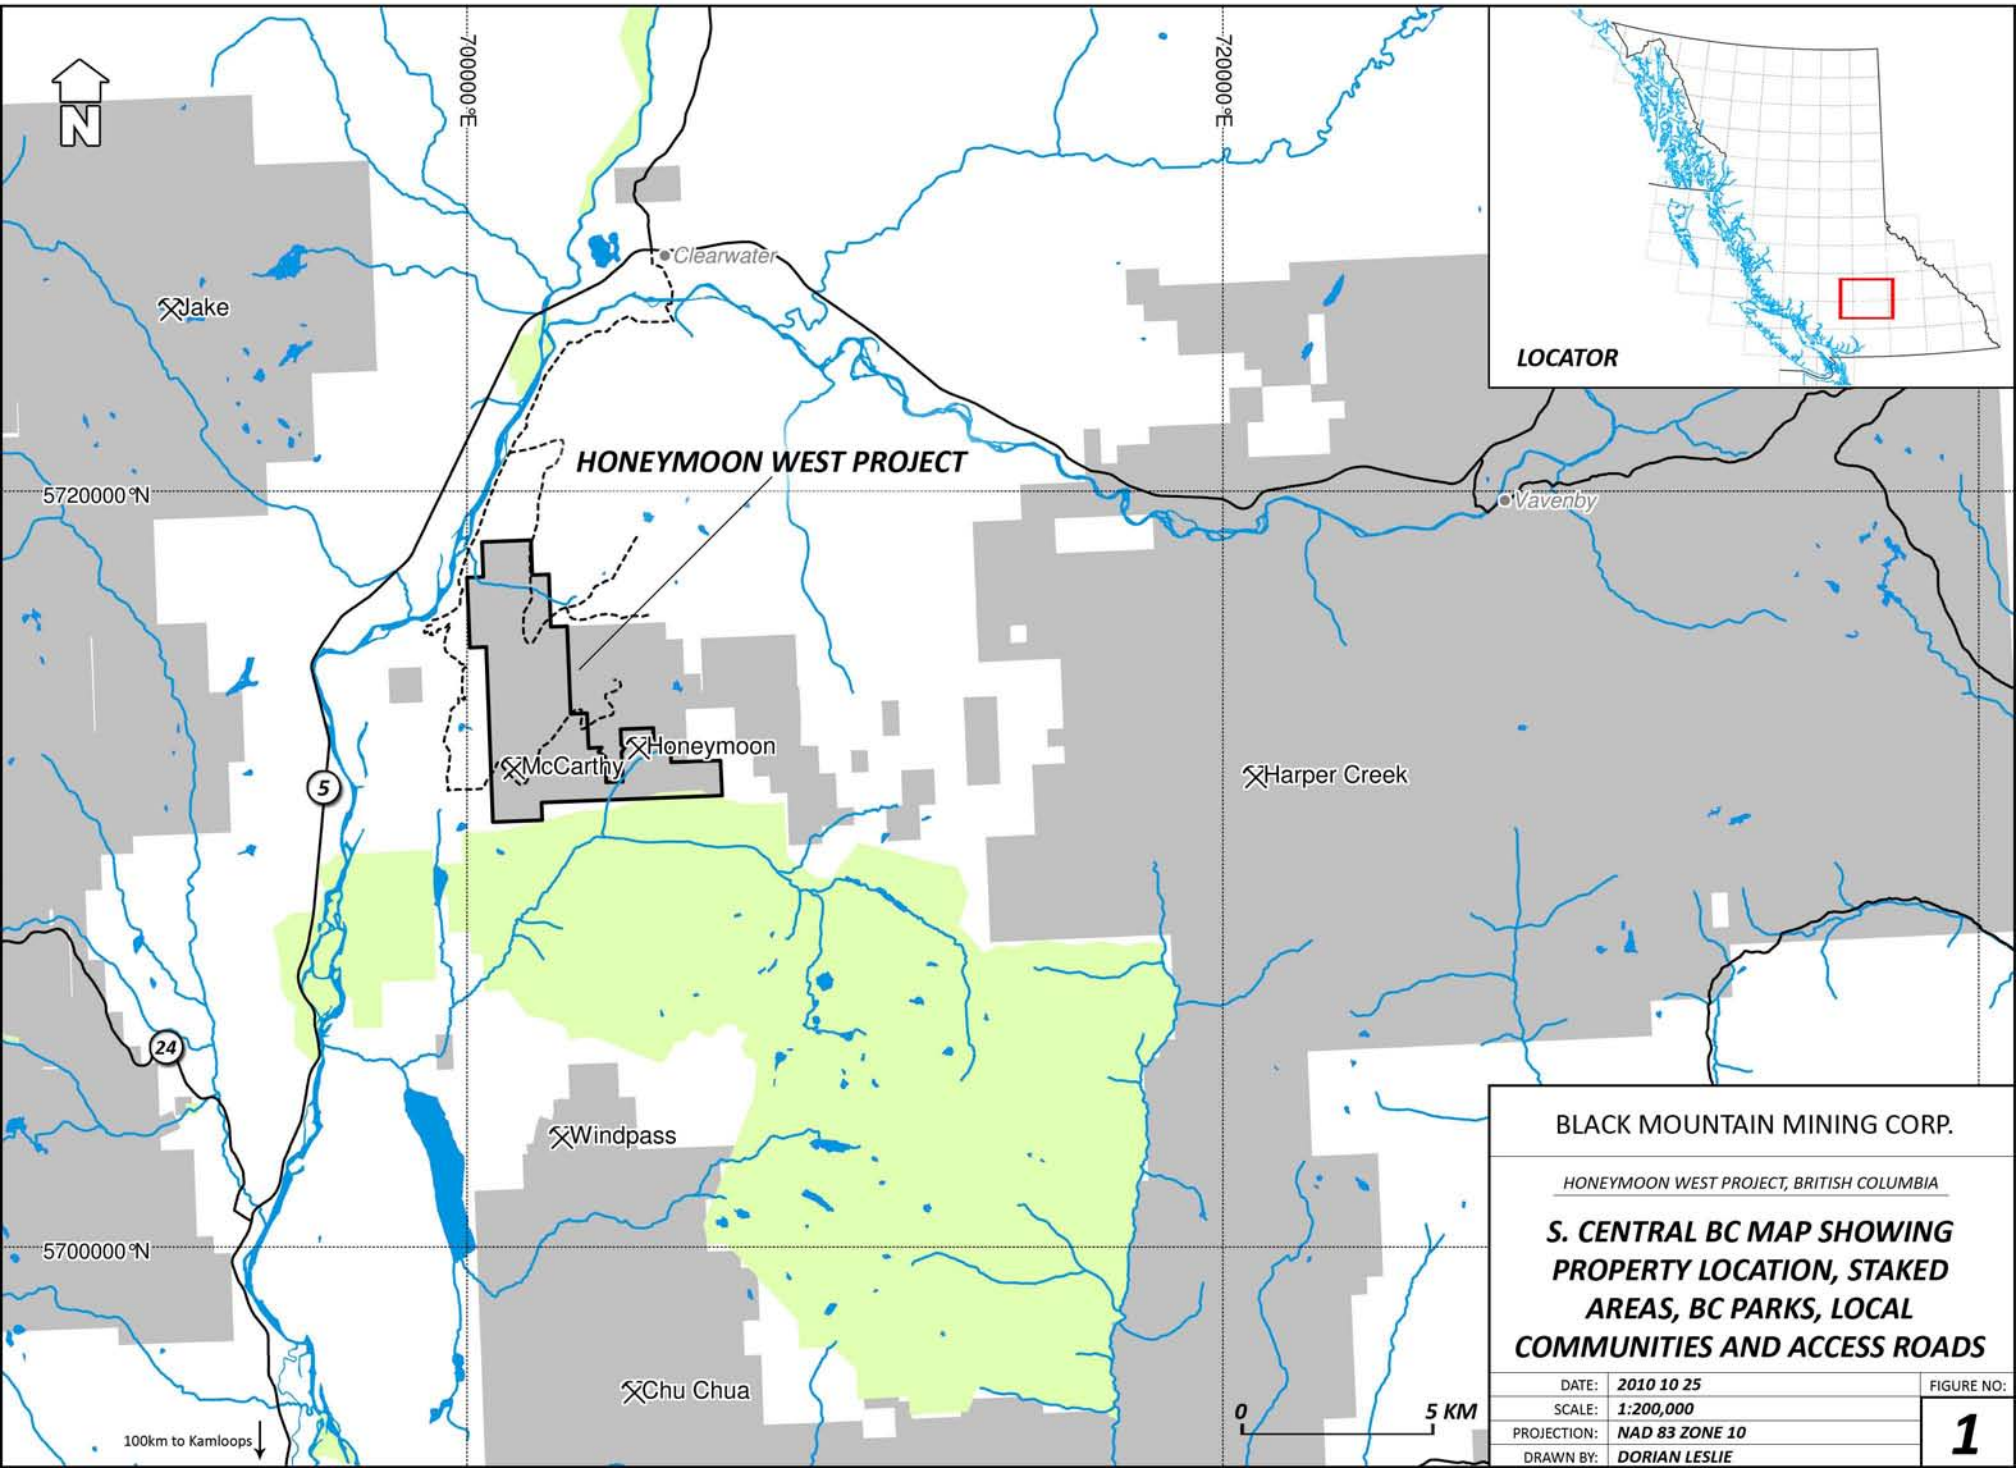 N
700000°E
720000°E
LOCATOR
Clearwater
Jake
HONEYMOON WEST PROJECT
5720000°N
Vavenby
Honeymoon
McCarthy
Harper Creek
5
24
Windpass
5700000°N
Chu Chua
100km to Kamloops
0 5 KM
BLACK MOUNTAIN MINING CORP.
HONEYMOON WEST PROJECT, BRITISH COLUMBIA
S. CENTRAL BC MAP SHOWING
PROPERTY LOCATION, STAKED
AREAS, BC PARKS, LOCAL
COMMUNITIES AND ACCESS ROADS
DATE: 2010 10 25
SCALE: 1:200,000
PROJECTION: NAD 83 ZONE 10
DRAWN BY: DORIAN LESLIE
FIGURE NO:
1